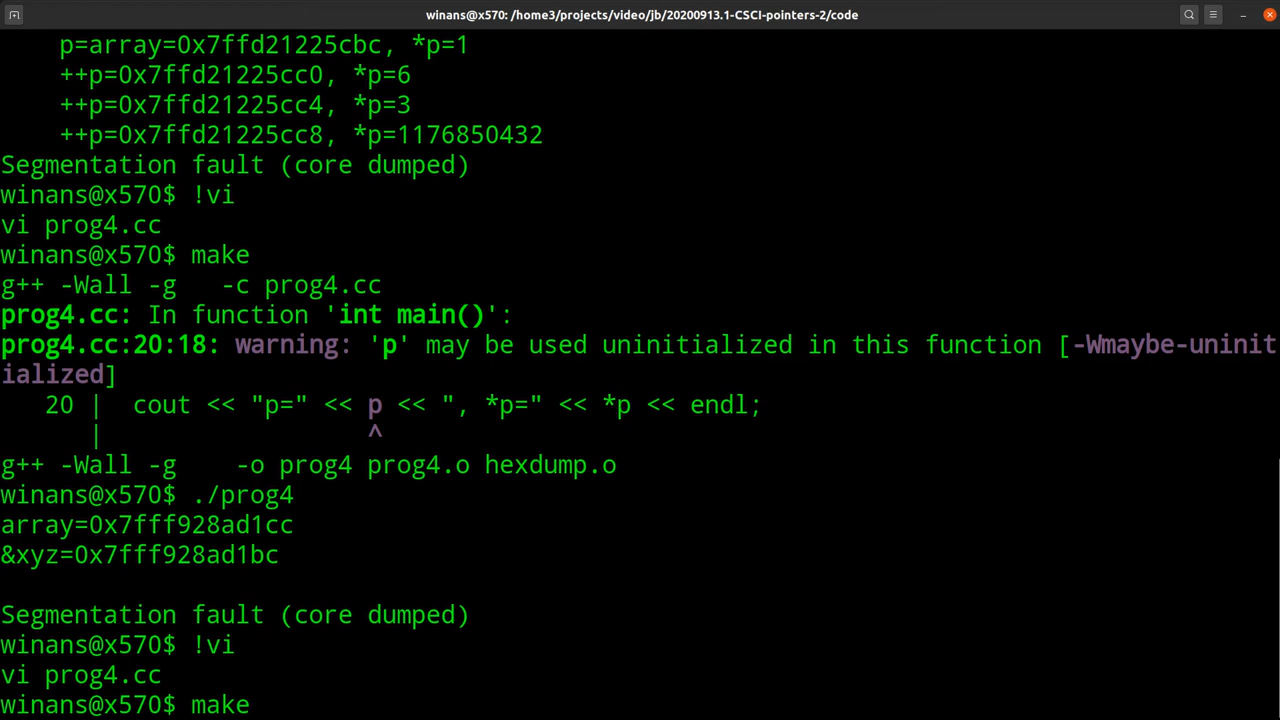 winans@x570: /home3/projects/video/jb/20200913.1-CSCI-pointers-2/code
    p=array=0x7ffd21225cbc, *p=1
    ++p=0x7ffd21225cc0, *p=6
    ++p=0x7ffd21225cc4, *p=3
    ++p=0x7ffd21225cc8, *p=1176850432
Segmentation fault (core dumped)
winans@x570$ !vi
vi prog4.cc
winans@x570$ make
g++ -Wall -g   -c prog4.cc
prog4.cc: In function 'int main()':
prog4.cc:20:18: warning: 'p' may be used uninitialized in this function [-Wmaybe-uninit
ialized]
   20 |  cout << "p=" << p << ", *p=" << *p << endl;
      |                  ^
g++ -Wall -g    -o prog4 prog4.o hexdump.o
winans@x570$ ./prog4
array=0x7fff928ad1cc
&xyz=0x7fff928ad1bc

Segmentation fault (core dumped)
winans@x570$ !vi
vi prog4.cc
winans@x570$ make